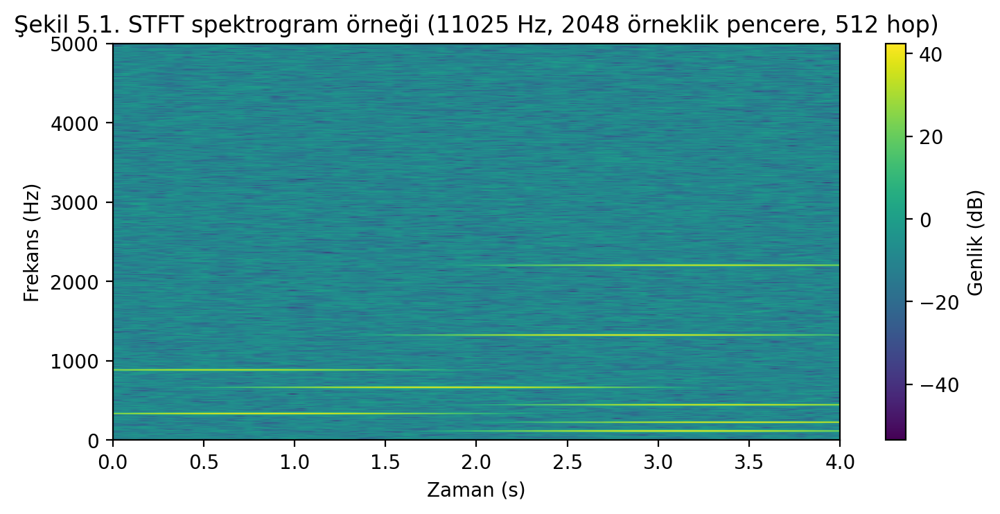 Şekil 5.1. STFT spektrogram örneği (11025 Hz, 2048 örneklik pencere, 512 hop)
5000
4000
3000
2000
1000
0
Frekans (Hz)
0.0 0.5 1.0 1.5 2.0 2.5 3.0 3.5 4.0
Zaman (s)
40
20
0
−20
−40
Genlik (dB)